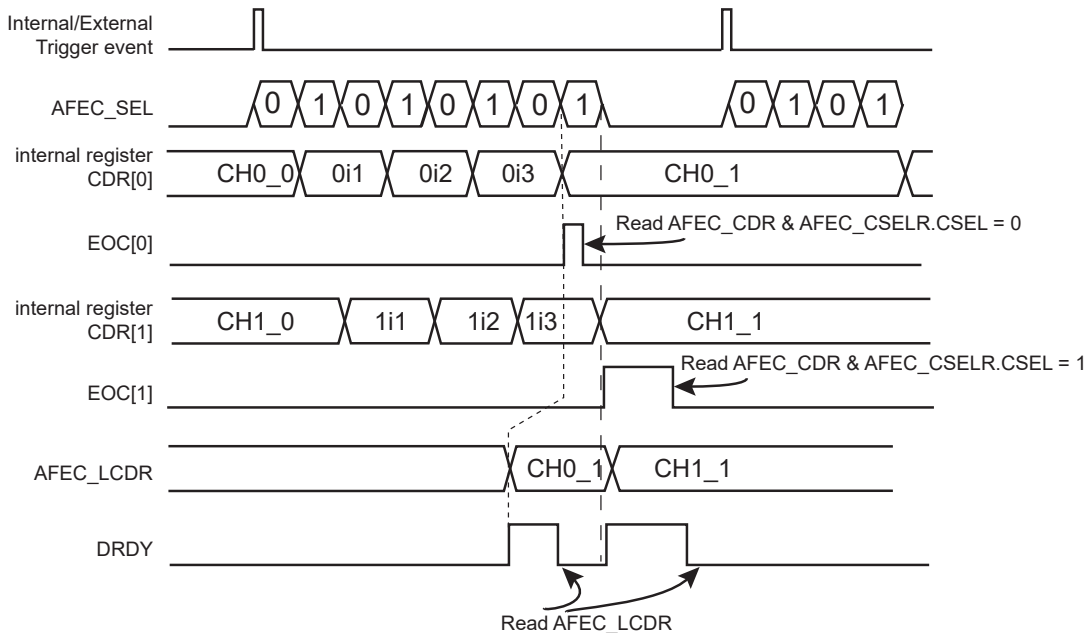 Internal/External
Trigger event
AFEC_SEL
0 1 0 1 0 1 0 1 0 1 0 1
internal register
CDR[0]
CH0_0 0i1 0i2 0i3 CH0_1
Read AFEC_CDR & AFEC_CSELR.CSEL = 0
EOC[0]
internal register
CDR[1]
CH1_0 1i1 1i2 1i3 CH1_1
Read AFEC_CDR & AFEC_CSELR.CSEL = 1
EOC[1]
AFEC_LCDR
CH0_1 CH1_1
DRDY
Read AFEC_LCDR